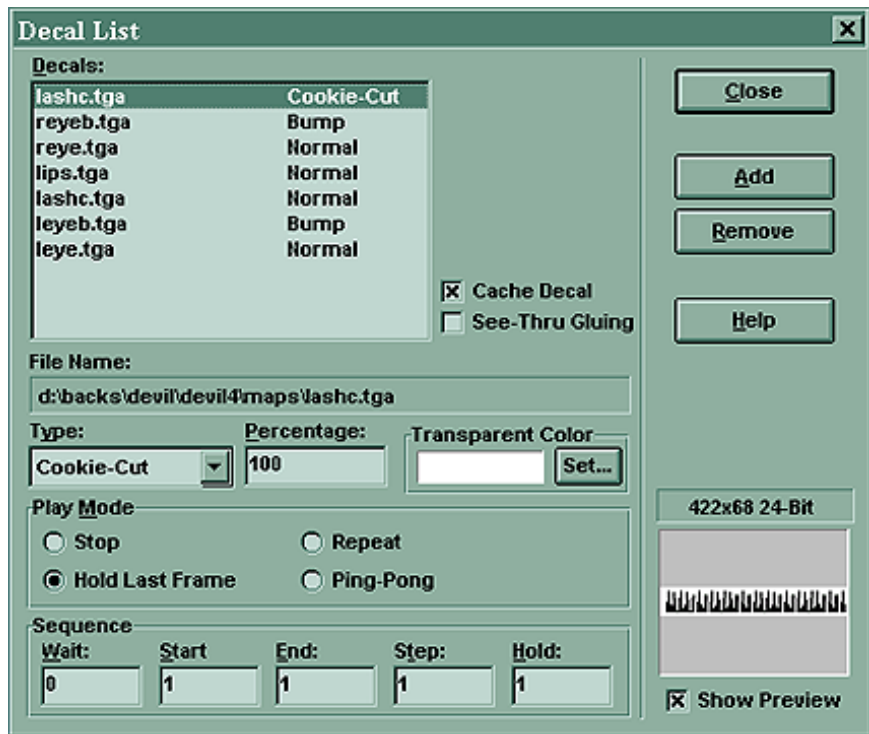 Decal List
Decals:
lashc.tga Cookie-Cut
reyeb.tga Bump
reye.tga Normal
lips.tga Normal
lashc.tga Normal
leyeb.tga Bump
leye.tga Normal
Cache Decal
See-Thru Gluing
Close
Add
Remove
Help
File Name:
d:\backs\devil\devil4\maps\lashc.tga
Type: Percentage: Transparent Color
Cookie-Cut 100 Set...
Play Mode
Stop Repeat
Hold Last Frame Ping-Pong
Sequence
Wait: Start End: Step: Hold:
0 1 1 1 1
422x68 24-Bit
Show Preview